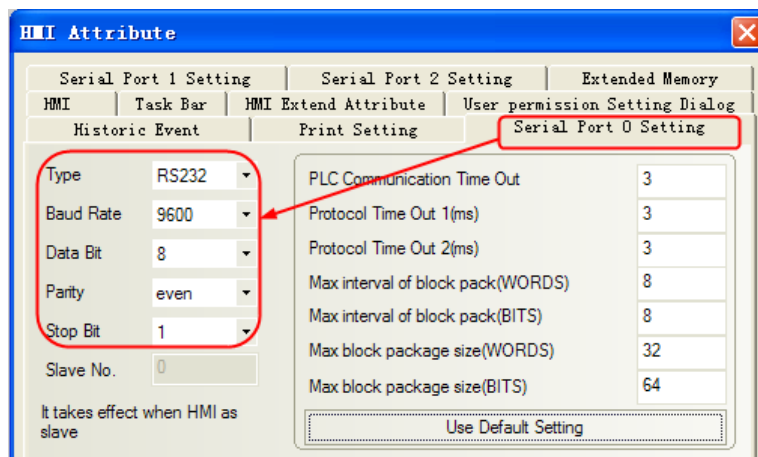 HMI Attribute
Serial Port 1 Setting Serial Port 2 Setting Extended Memory
HMI Task Bar HMI Extend Attribute User permission Setting Dialog
Historic Event Print Setting Serial Port 0 Setting
Type RS232
Baud Rate 9600
Data Bit 8
Parity even
Stop Bit 1
Slave No. 0
It takes effect when HMI as
slave
PLC Communication Time Out 3
Protocol Time Out 1(ms) 3
Protocol Time Out 2(ms) 3
Max interval of block pack(WORDS) 8
Max interval of block pack(BITS) 8
Max block package size(WORDS) 32
Max block package size(BITS) 64
Use Default Setting